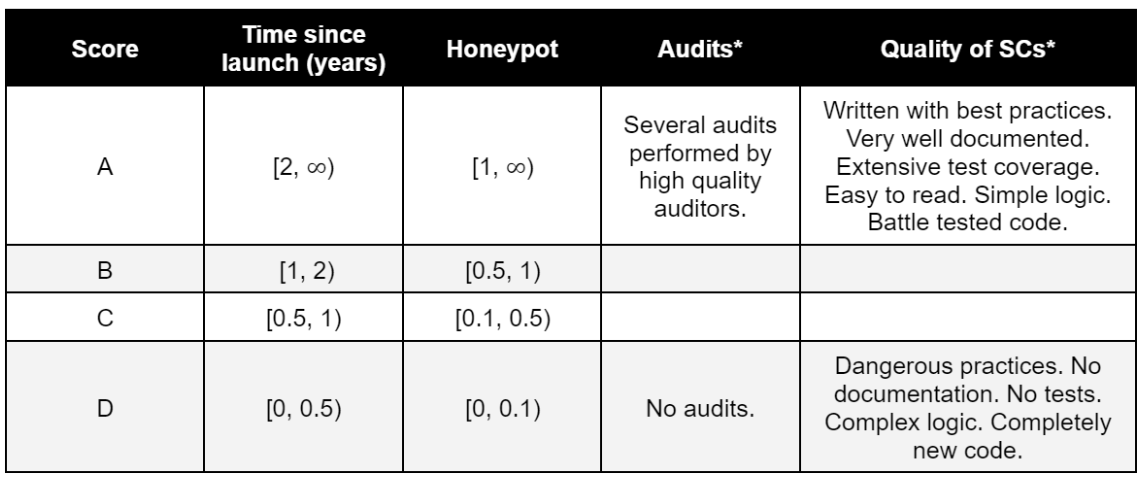 Score
Time since
launch (years)
Honeypot
Audits*
Quality of SCs*
A
[2, ∞)
[1, ∞)
Several audits
performed by
high quality
auditors.
Written with best practices.
Very well documented.
Extensive test coverage.
Easy to read. Simple logic.
Battle tested code.
B
[1, 2)
[0.5, 1)
C
[0.5, 1)
[0.1, 0.5)
D
[0, 0.5)
[0, 0.1)
No audits.
Dangerous practices. No
documentation. No tests.
Complex logic. Completely
new code.